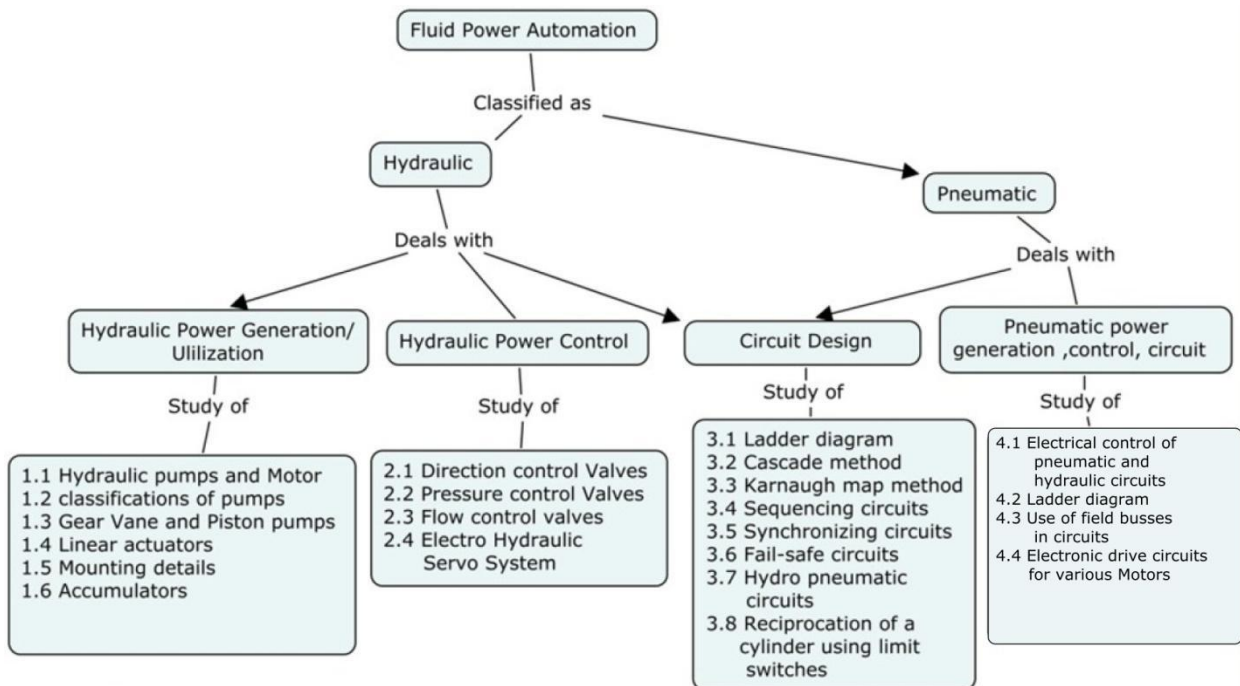 Fluid Power Automation
Classified as
Hydraulic
Pneumatic
Deals with
Deals with
Hydraulic Power Generation/
Ulilization
Hydraulic Power Control
Circuit Design
Pneumatic power
generation ,control, circuit
Study of
Study of
Study of
Study of
1.1 Hydraulic pumps and Motor
1.2 classifications of pumps
1.3 Gear Vane and Piston pumps
1.4 Linear actuators
1.5 Mounting details
1.6 Accumulators
2.1 Direction control Valves
2.2 Pressure control Valves
2.3 Flow control valves
2.4 Electro Hydraulic
Servo System
3.1 Ladder diagram
3.2 Cascade method
3.3 Karnaugh map method
3.4 Sequencing circuits
3.5 Synchronizing circuits
3.6 Fail-safe circuits
3.7 Hydro pneumatic
circuits
3.8 Reciprocation of a
cylinder using limit
switches
4.1 Electrical control of
pneumatic and
hydraulic circuits
4.2 Ladder diagram
4.3 Use of field busses
in circuits
4.4 Electronic drive circuits
for various Motors